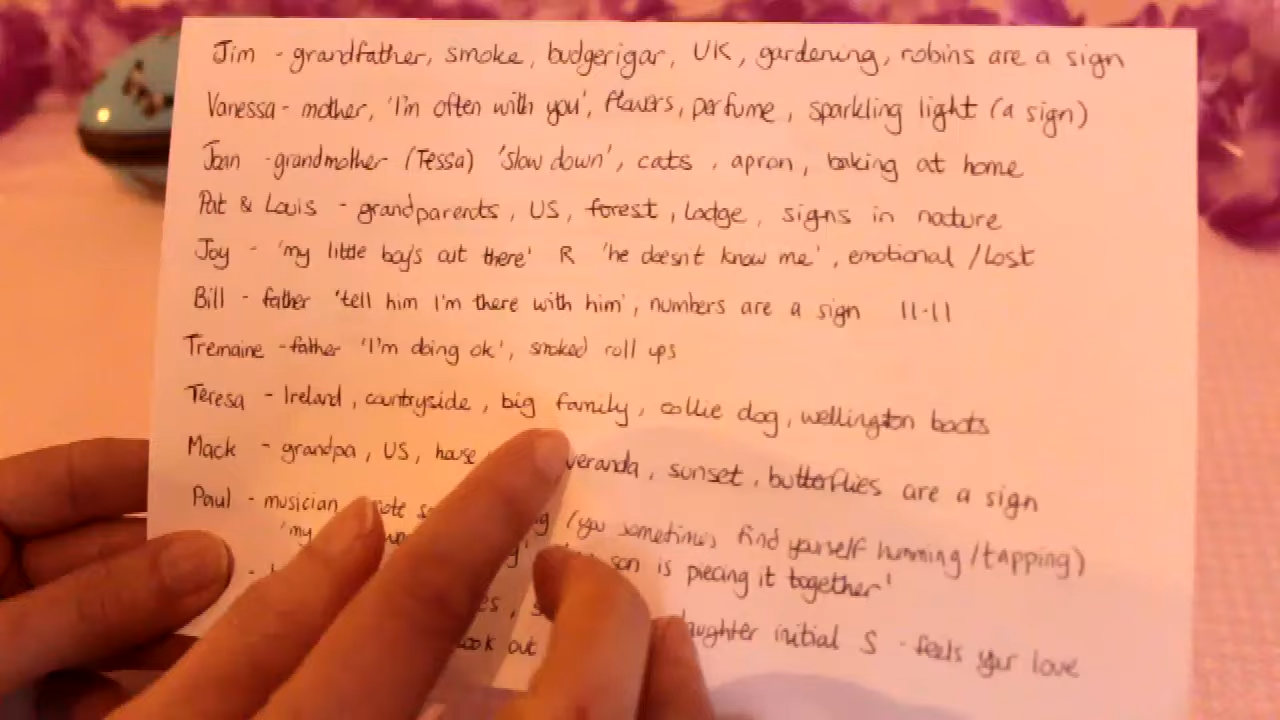 Jim - grandfather, smoke, budgerigar, UK, gardening, robins are a sign
Vanessa - mother, 'I'm often with you', flowers, perfume, sparkling light (a sign)
Joan - grandmother (Tessa) 'slow down', cats, apron, baking at home
Pat & Louis - grandparents, US, forest, lodge, signs in nature
Joy - 'my little boy's out there' R 'he doesn't know me', emotional / Lost
Bill - father 'tell him I'm there with him', numbers are a sign 11.11
Tremaine - father 'I'm doing ok', smoked roll ups
Teresa - Ireland, countryside, big family, collie dog, wellington boots
Mack - grandpa, US, house veranda, sunset, butterflies are a sign
Paul - musician (you sometimes find yourself humming / tapping)
'my son is piecing it together'
daughter initial S - feels your love
look out